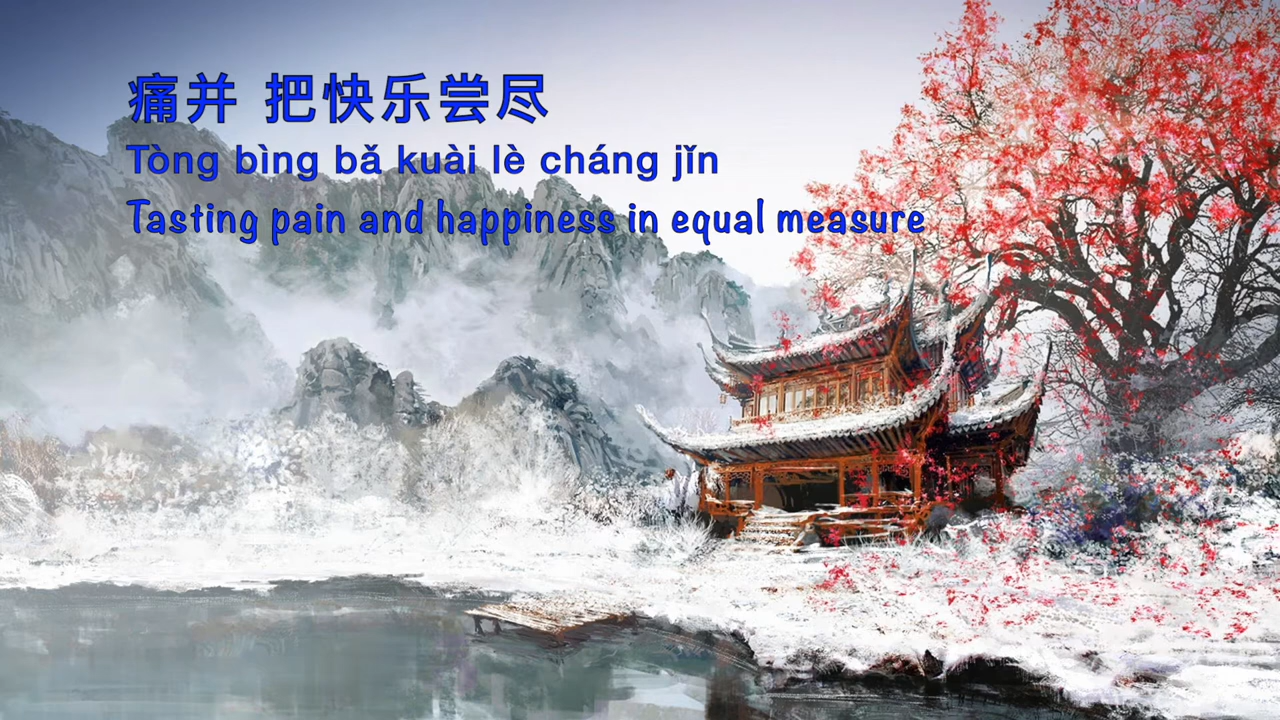 痛并 把快乐尝尽
Tòng bìng bǎ kuài lè cháng jǐn
Tasting pain and happiness in equal measure